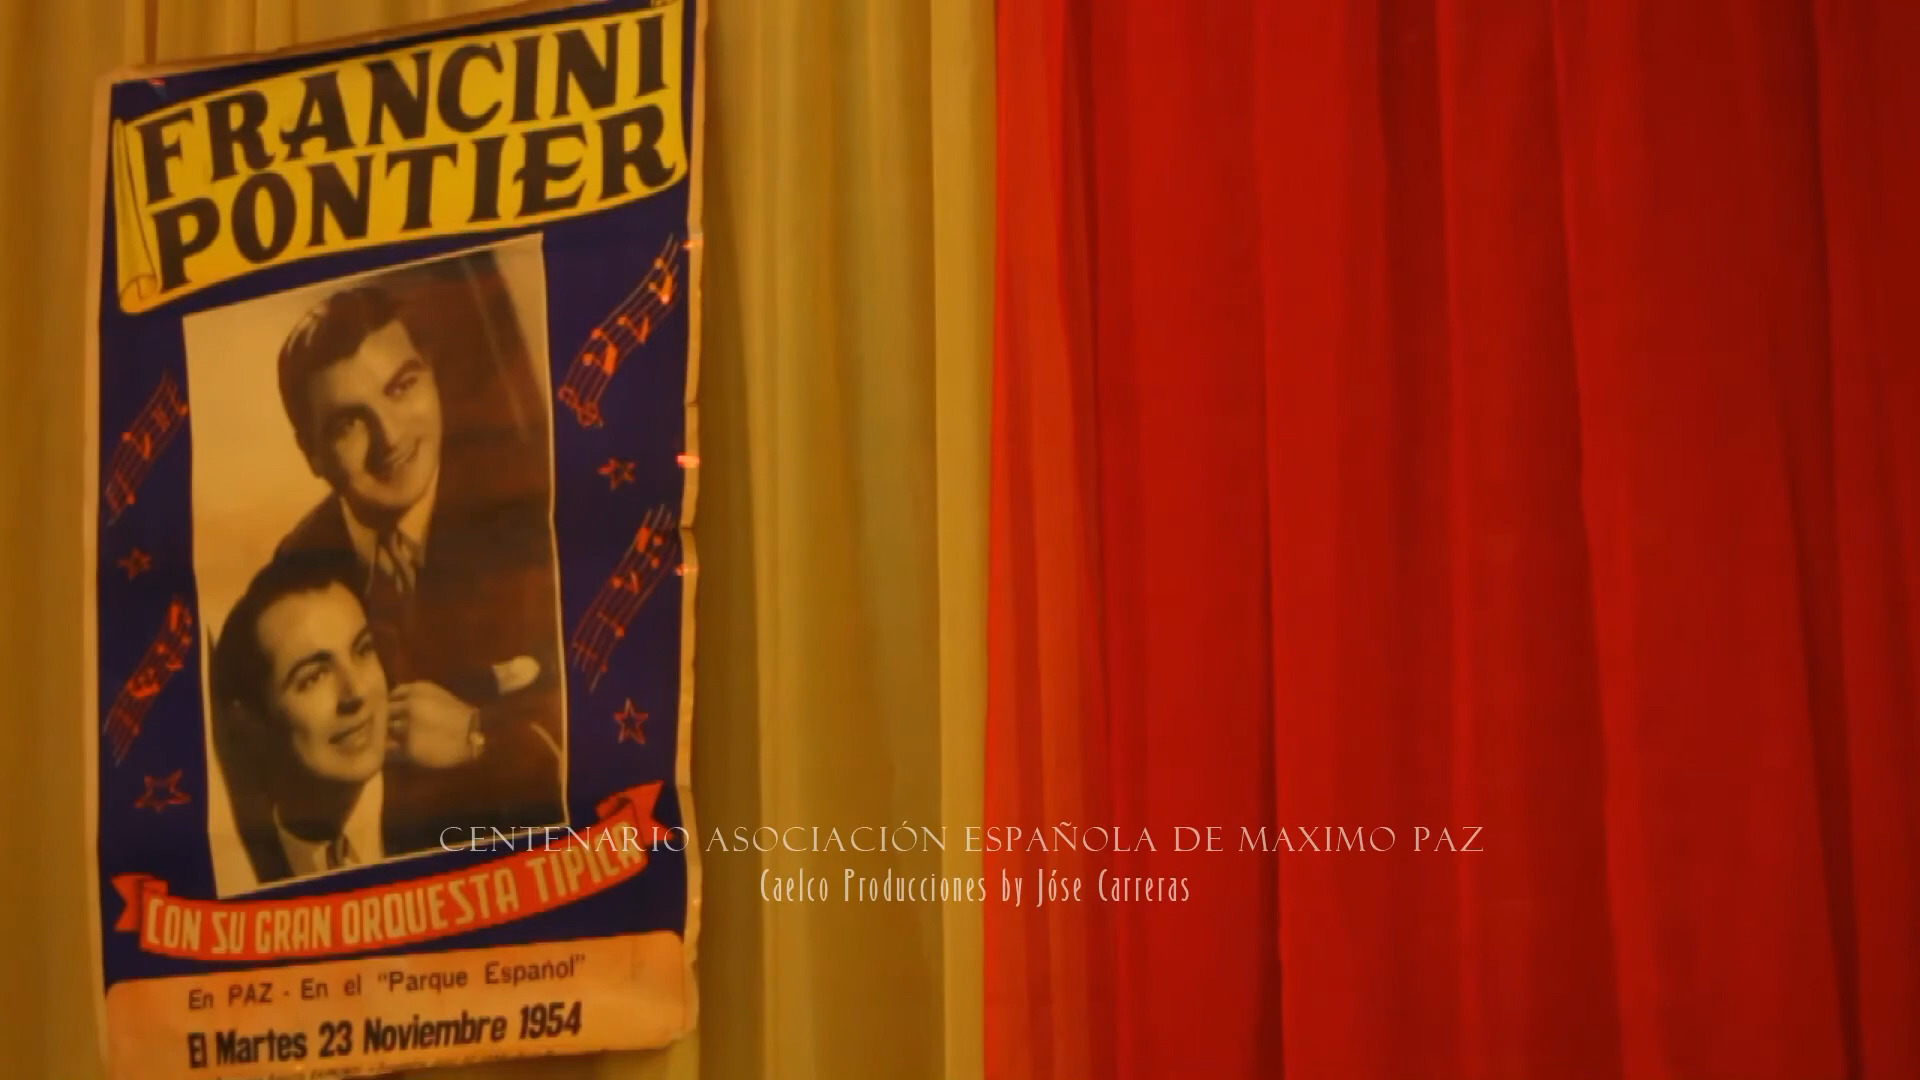 FRANCINI
PONTIER
CON SU GRAN ORQUESTA TIPICA
En PAZ - En el "Parque Español"
El Martes 23 Noviembre 1954
CENTENARIO ASOCIACIÓN ESPAÑOLA DE MAXIMO PAZ
Caelco Producciones by Jóse Carreras